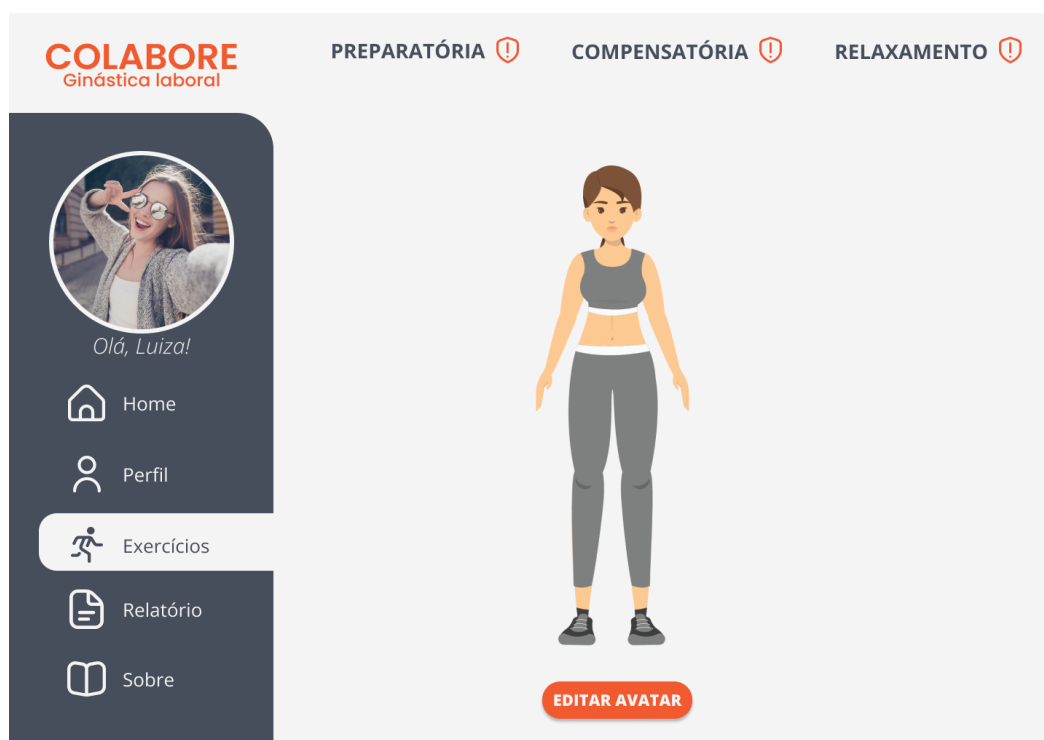 COLABORE
Ginástica laboral
PREPARATÓRIA
COMPENSATÓRIA
RELAXAMENTO
Olá, Luiza!
Home
Perfil
Exercícios
Relatório
Sobre
EDITAR AVATAR